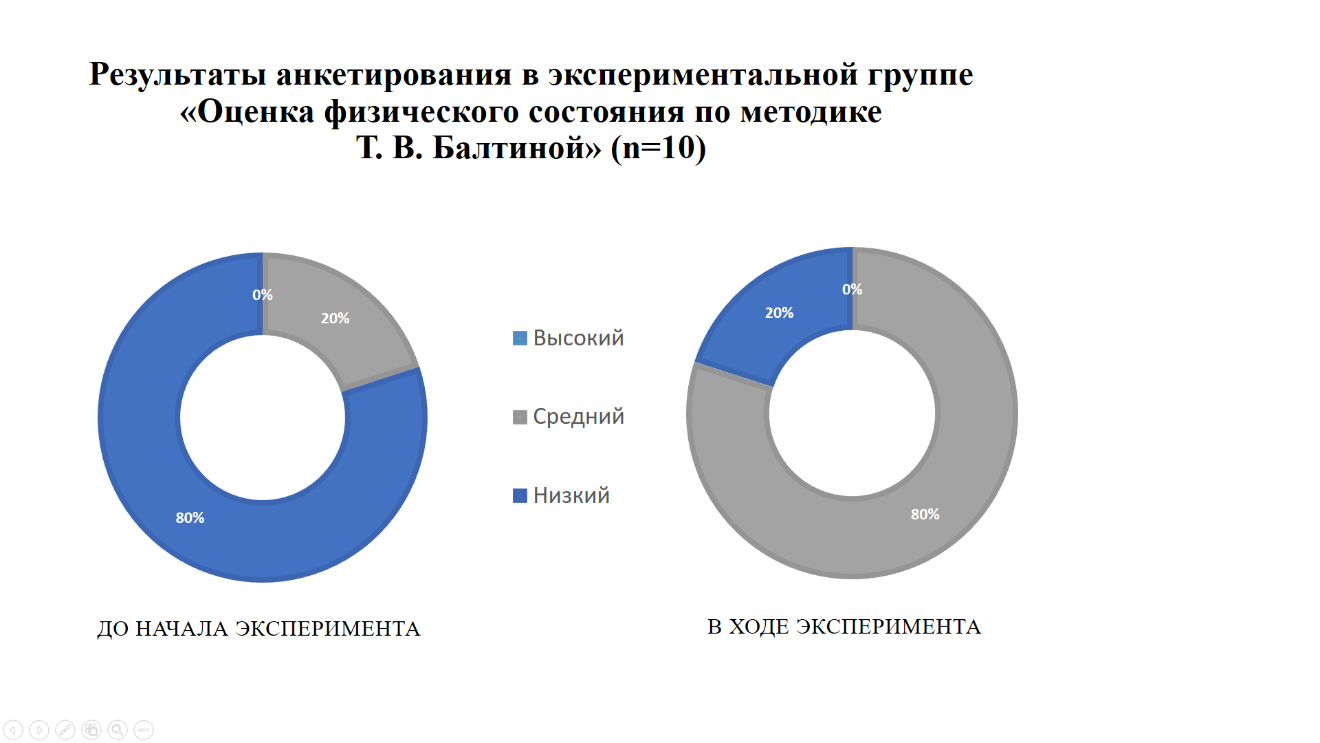 Результаты анкетирования в экспериментальной группе
«Оценка физического состояния по методике
Т. В. Балтиной» (n=10)
0%
20%
80%
Высокий
Средний
Низкий
0%
20%
80%
ДО НАЧАЛА ЭКСПЕРИМЕНТА
В ХОДЕ ЭКСПЕРИМЕНТА